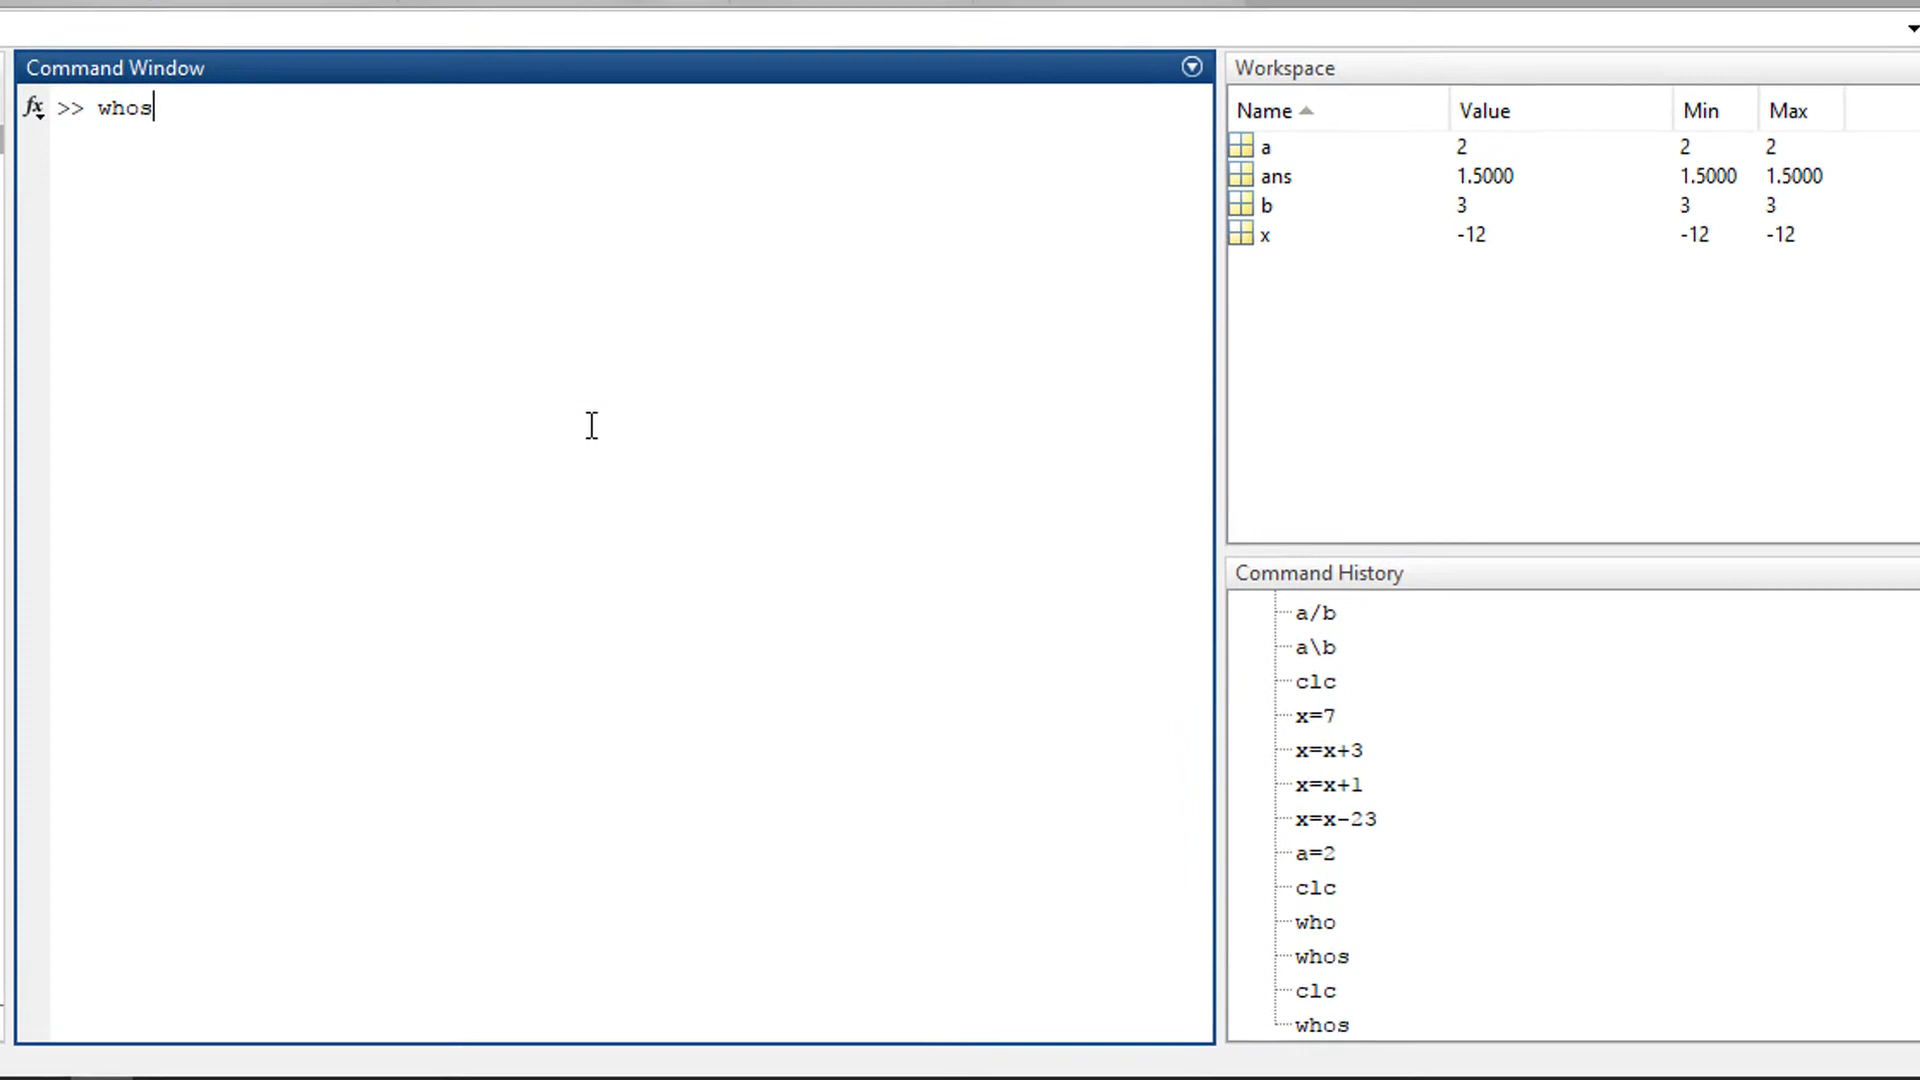 Command Window
fx >> whos
Workspace
Name Value Min Max
a 2 2 2
ans 1.5000 1.5000 1.5000
b 3 3 3
x -12 -12 -12
Command History
a/b
a\b
clc
x=7
x=x+3
x=x+1
x=x-23
a=2
clc
who
whos
clc
whos